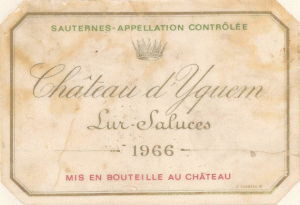 SAUTERNES-APPELLATION CONTRÔLÉE
Château d'Yquem
Lur-Saluces
- 1966 -
MIS EN BOUTEILLE AU CHÂTEAU